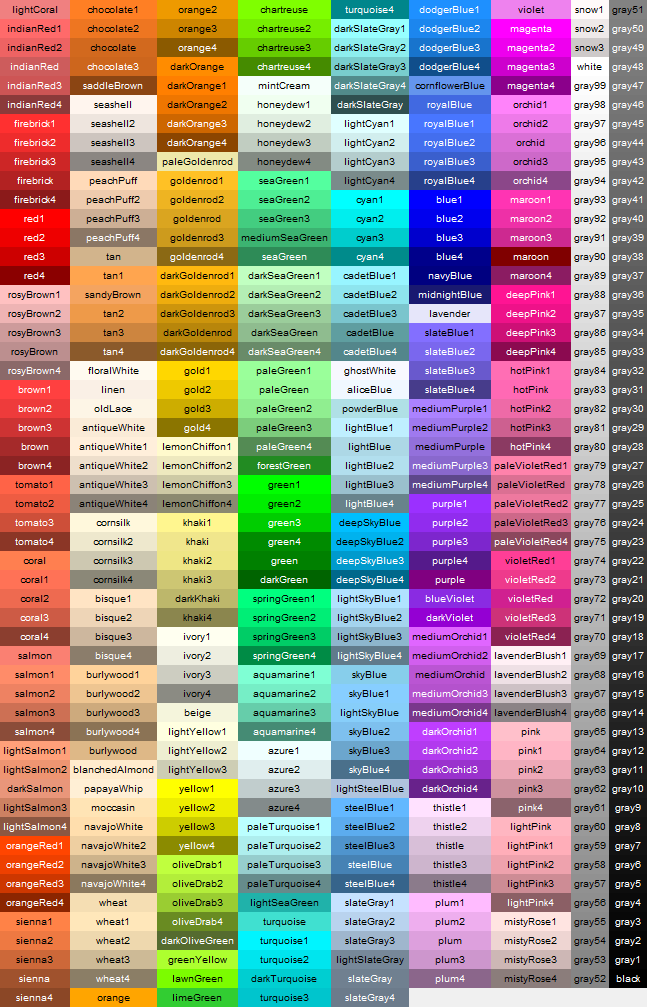 lightCoral
indianRed1
indianRed2
indianRed
indianRed3
indianRed4
firebrick1
firebrick2
firebrick3
firebrick
firebrick4
red1
red2
red3
red4
rosyBrown1
rosyBrown2
rosyBrown3
rosyBrown
rosyBrown4
brown1
brown2
brown3
brown
brown4
tomato1
tomato2
tomato3
tomato4
coral
coral1
coral2
coral3
coral4
salmon
salmon1
salmon2
salmon3
salmon4
lightSalmon1
lightSalmon2
darkSalmon
lightSalmon3
lightSalmon4
orangeRed1
orangeRed2
orangeRed3
orangeRed4
sienna1
sienna2
sienna3
sienna
sienna4
chocolate1
chocolate2
chocolate
chocolate3
saddleBrown
seashell
seashell2
seashell3
seashell4
peachPuff
peachPuff2
peachPuff3
peachPuff4
tan
tan1
sandyBrown
tan2
tan3
tan4
floralWhite
linen
oldLace
antiqueWhite
antiqueWhite1
antiqueWhite2
antiqueWhite3
antiqueWhite4
cornsilk
cornsilk2
cornsilk3
cornsilk4
bisque1
bisque2
bisque3
bisque4
burlywood1
burlywood2
burlywood3
burlywood4
burlywood
blanchedAlmond
papayaWhip
moccasin
navajoWhite
navajoWhite2
navajoWhite3
navajoWhite4
wheat
wheat1
wheat2
wheat3
wheat4
orange
orange2
orange3
orange4
darkOrange
darkOrange1
darkOrange2
darkOrange3
darkOrange4
paleGoldenrod
goldenrod1
goldenrod2
goldenrod
goldenrod3
goldenrod4
darkGoldenrod1
darkGoldenrod2
darkGoldenrod3
darkGoldenrod
darkGoldenrod4
gold1
gold2
gold3
gold4
lemonChiffon1
lemonChiffon2
lemonChiffon3
lemonChiffon4
khaki1
khaki
khaki2
khaki3
darkKhaki
khaki4
ivory1
ivory2
ivory3
ivory4
beige
lightYellow1
lightYellow2
lightYellow3
yellow1
yellow2
yellow3
yellow4
oliveDrab1
oliveDrab2
oliveDrab3
oliveDrab4
darkOliveGreen
greenYellow
lawnGreen
limeGreen
chartreuse
chartreuse2
chartreuse3
chartreuse4
mintCream
honeydew1
honeydew2
honeydew3
honeydew4
seaGreen1
seaGreen2
seaGreen3
mediumSeaGreen
seaGreen
darkSeaGreen1
darkSeaGreen2
darkSeaGreen3
darkSeaGreen
darkSeaGreen4
paleGreen1
paleGreen
paleGreen2
paleGreen3
paleGreen4
forestGreen
green1
green2
green3
green4
green
darkGreen
springGreen1
springGreen2
springGreen3
springGreen4
aquamarine1
aquamarine2
aquamarine3
aquamarine4
azure1
azure2
azure3
azure4
paleTurquoise1
paleTurquoise2
paleTurquoise3
paleTurquoise4
lightSeaGreen
turquoise
turquoise1
turquoise2
darkTurquoise
turquoise3
turquoise4
darkSlateGray1
darkSlateGray2
darkSlateGray3
darkSlateGray4
darkSlateGray
lightCyan1
lightCyan2
lightCyan3
lightCyan4
cyan1
cyan2
cyan3
cyan4
cadetBlue1
cadetBlue2
cadetBlue3
cadetBlue
cadetBlue4
ghostWhite
aliceBlue
powderBlue
lightBlue1
lightBlue
lightBlue2
lightBlue3
lightBlue4
deepSkyBlue
deepSkyBlue2
deepSkyBlue3
deepSkyBlue4
lightSkyBlue1
lightSkyBlue2
lightSkyBlue3
lightSkyBlue4
skyBlue
skyBlue1
lightSkyBlue
skyBlue2
skyBlue3
skyBlue4
lightSteelBlue
steelBlue1
steelBlue2
steelBlue3
steelBlue
steelBlue4
slateGray1
slateGray2
slateGray3
lightSlateGray
slateGray
slateGray4
dodgerBlue1
dodgerBlue2
dodgerBlue3
dodgerBlue4
cornflowerBlue
royalBlue
royalBlue1
royalBlue2
royalBlue3
royalBlue4
blue1
blue2
blue3
blue4
navyBlue
midnightBlue
lavender
slateBlue1
slateBlue2
slateBlue3
slateBlue4
mediumPurple1
mediumPurple2
mediumPurple
mediumPurple3
mediumPurple4
purple1
purple2
purple3
purple4
purple
blueViolet
darkViolet
mediumOrchid1
mediumOrchid2
mediumOrchid
mediumOrchid3
mediumOrchid4
darkOrchid1
darkOrchid2
darkOrchid3
darkOrchid4
thistle1
thistle2
thistle
thistle3
thistle4
plum1
plum2
plum
plum3
plum4
violet
magenta
magenta2
magenta3
magenta4
orchid1
orchid2
orchid
orchid3
orchid4
maroon1
maroon2
maroon3
maroon
maroon4
deepPink1
deepPink2
deepPink3
deepPink4
hotPink1
hotPink
hotPink2
hotPink3
hotPink4
paleVioletRed1
paleVioletRed
paleVioletRed2
paleVioletRed3
paleVioletRed4
violetRed1
violetRed2
violetRed
violetRed3
violetRed4
lavenderBlush1
lavenderBlush2
lavenderBlush3
lavenderBlush4
pink
pink1
pink2
pink3
pink4
lightPink
lightPink1
lightPink2
lightPink3
lightPink4
mistyRose1
mistyRose2
mistyRose3
mistyRose4
snow1
snow2
snow3
white
gray99
gray98
gray97
gray96
gray95
gray94
gray93
gray92
gray91
gray90
gray89
gray88
gray87
gray86
gray85
gray84
gray83
gray82
gray81
gray80
gray79
gray78
gray77
gray76
gray75
gray74
gray73
gray72
gray71
gray70
gray69
gray68
gray67
gray66
gray65
gray64
gray63
gray62
gray61
gray60
gray59
gray58
gray57
gray56
gray55
gray54
gray53
gray52
gray51
gray50
gray49
gray48
gray47
gray46
gray45
gray44
gray43
gray42
gray41
gray40
gray39
gray38
gray37
gray36
gray35
gray34
gray33
gray32
gray31
gray30
gray29
gray28
gray27
gray26
gray25
gray24
gray23
gray22
gray21
gray20
gray19
gray18
gray17
gray16
gray15
gray14
gray13
gray12
gray11
gray10
gray9
gray8
gray7
gray6
gray5
gray4
gray3
gray2
gray1
black